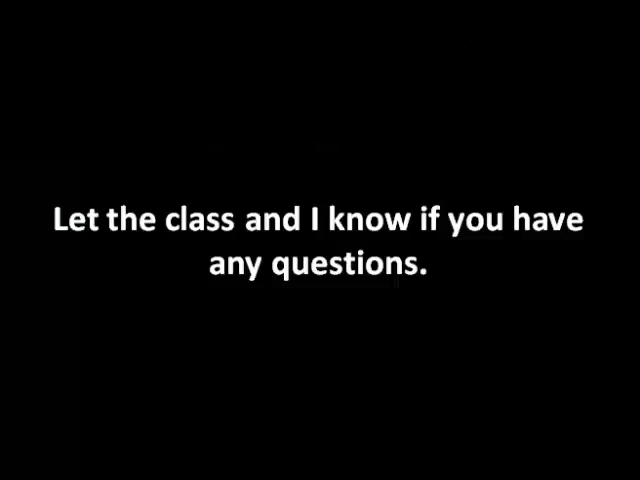 Let the class and I know if you have
any questions.